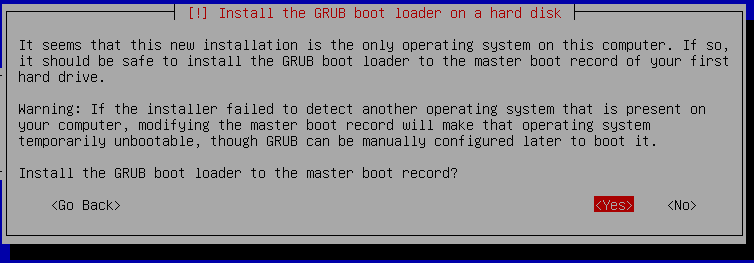 [!] Install the GRUB boot loader on a hard disk
It seems that this new installation is the only operating system on this computer. If so,
it should be safe to install the GRUB boot loader to the master boot record of your first
hard drive.
Warning: If the installer failed to detect another operating system that is present on
your computer, modifying the master boot record will make that operating system
temporarily unbootable, though GRUB can be manually configured later to boot it.
Install the GRUB boot loader to the master boot record?
<Go Back> <Yes> <No>